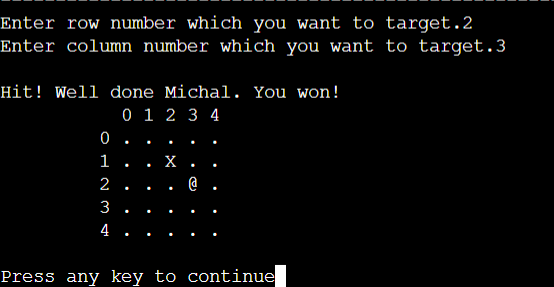 Enter row number which you want to target.2
Enter column number which you want to target.3
Hit! Well done Michal. You won!
0 1 2 3 4
0 . . . . .
1 . . X . .
2 . . . @ .
3 . . . . .
4 . . . . .
Press any key to continue